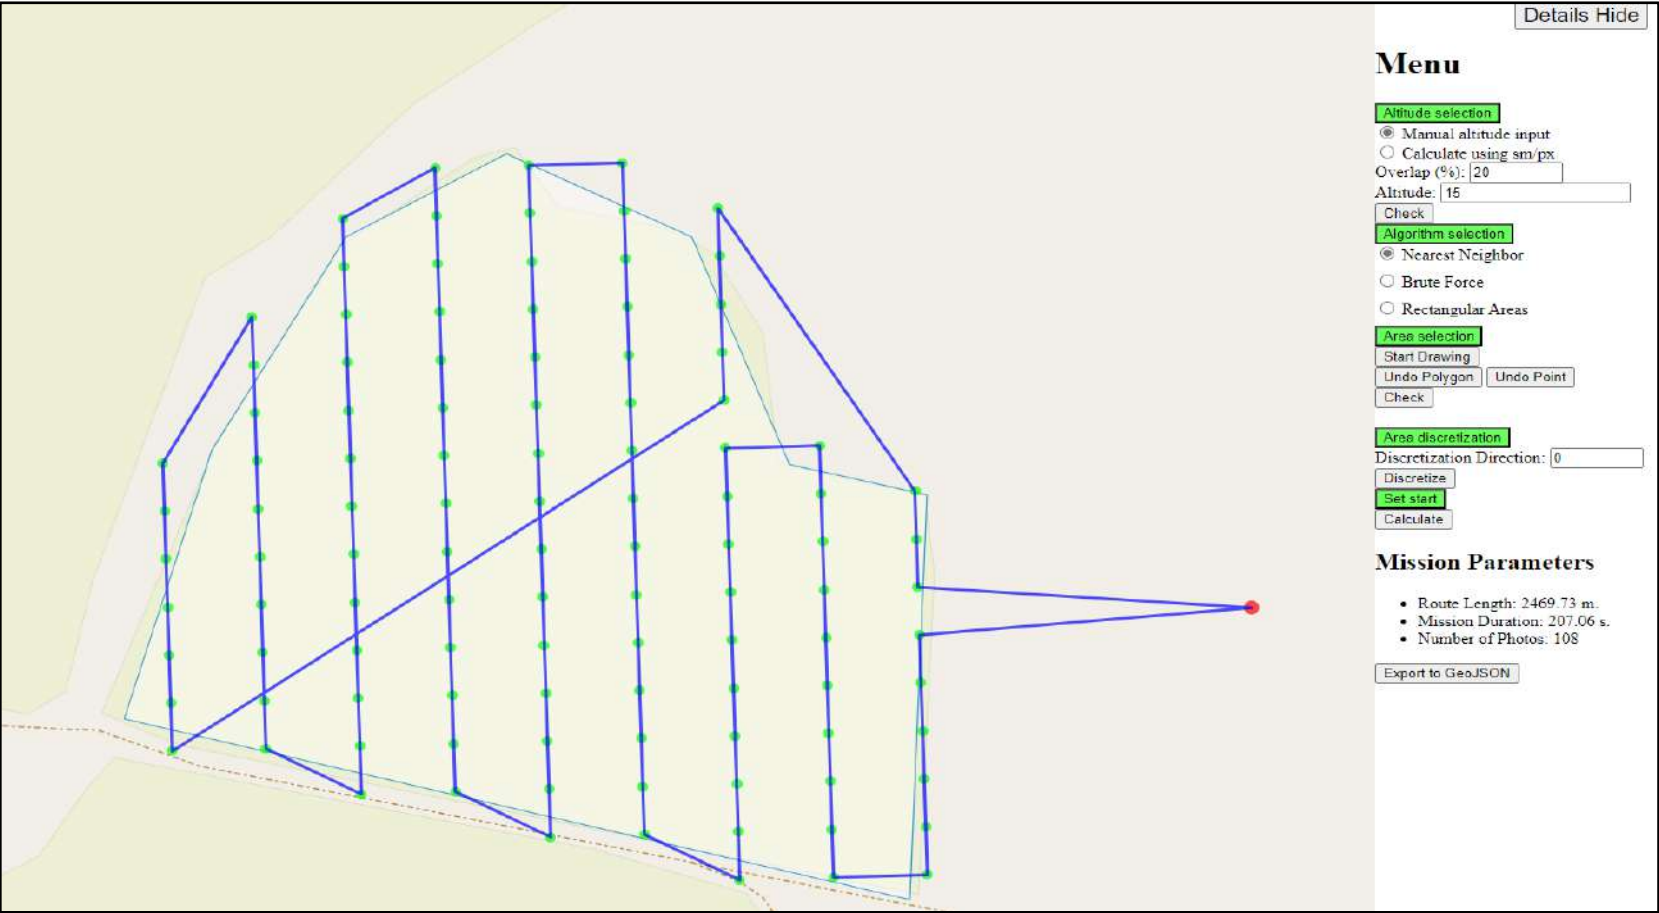 Details Hide
Menu
Altitude selection
Manual altitude input
Calculate using sm/px
Overlap (%): 20
Altitude: 15
Check
Algorithm selection
Nearest Neighbor
Brute Force
Rectangular Areas
Area selection
Start Drawing
Undo Polygon Undo Point
Check
Area discretization
Discretization Direction: 0
Discretize
Set start
Calculate
Mission Parameters
• Route Length: 2469.73 m.
• Mission Duration: 207.06 s.
• Number of Photos: 108
Export to GeoJSON